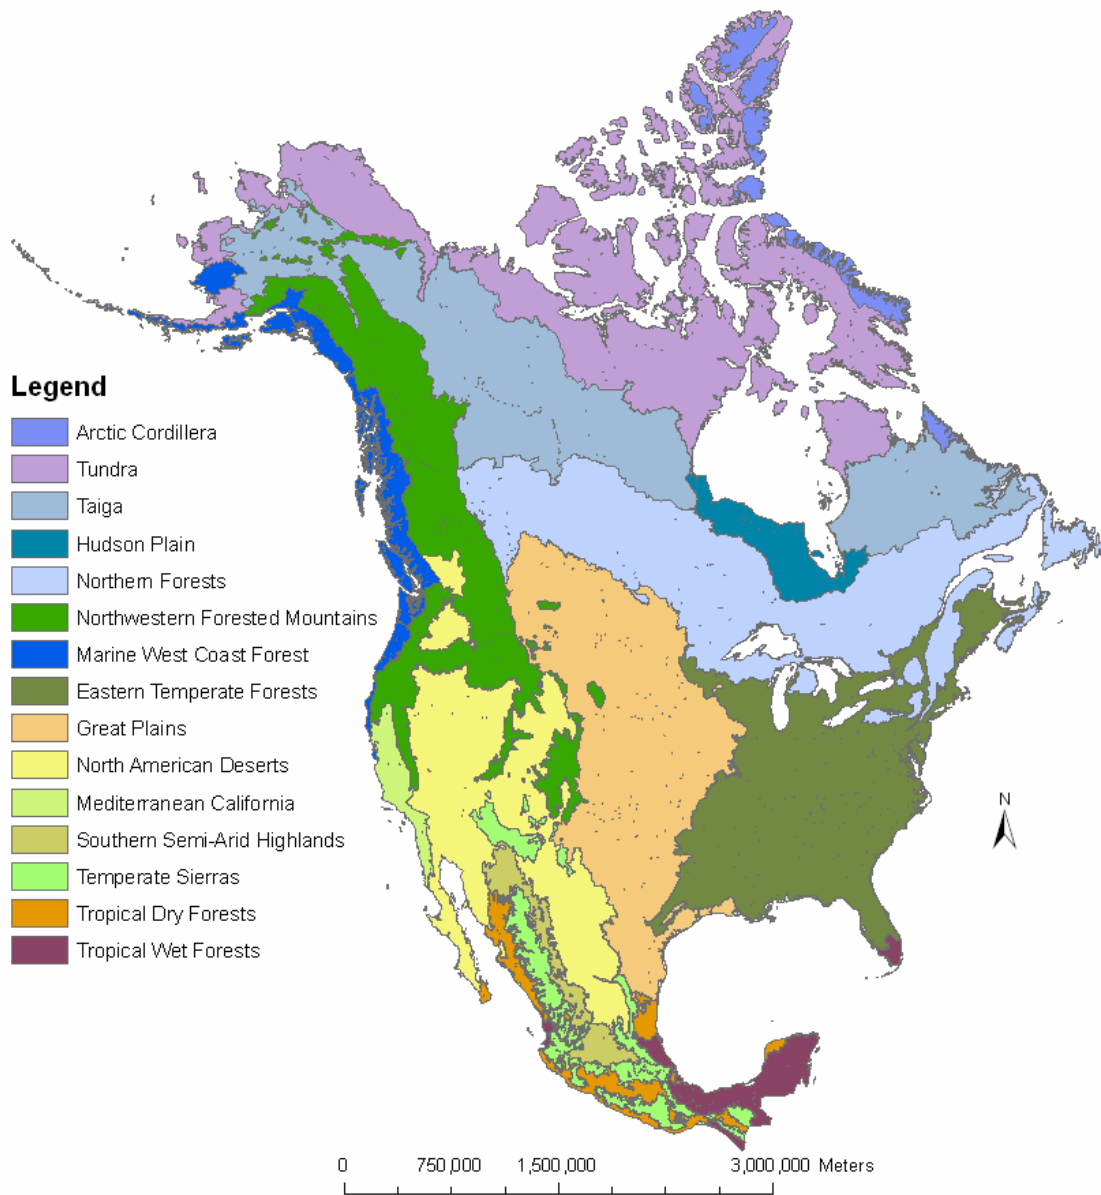 Legend
Arctic Cordillera
Tundra
Taiga
Hudson Plain
Northern Forests
Northwestern Forested Mountains
Marine West Coast Forest
Eastern Temperate Forests
Great Plains
North American Deserts
Mediterranean California
Southern Semi-Arid Highlands
Temperate Sierras
Tropical Dry Forests
Tropical Wet Forests
N
0 750,000 1,500,000 3,000,000 Meters